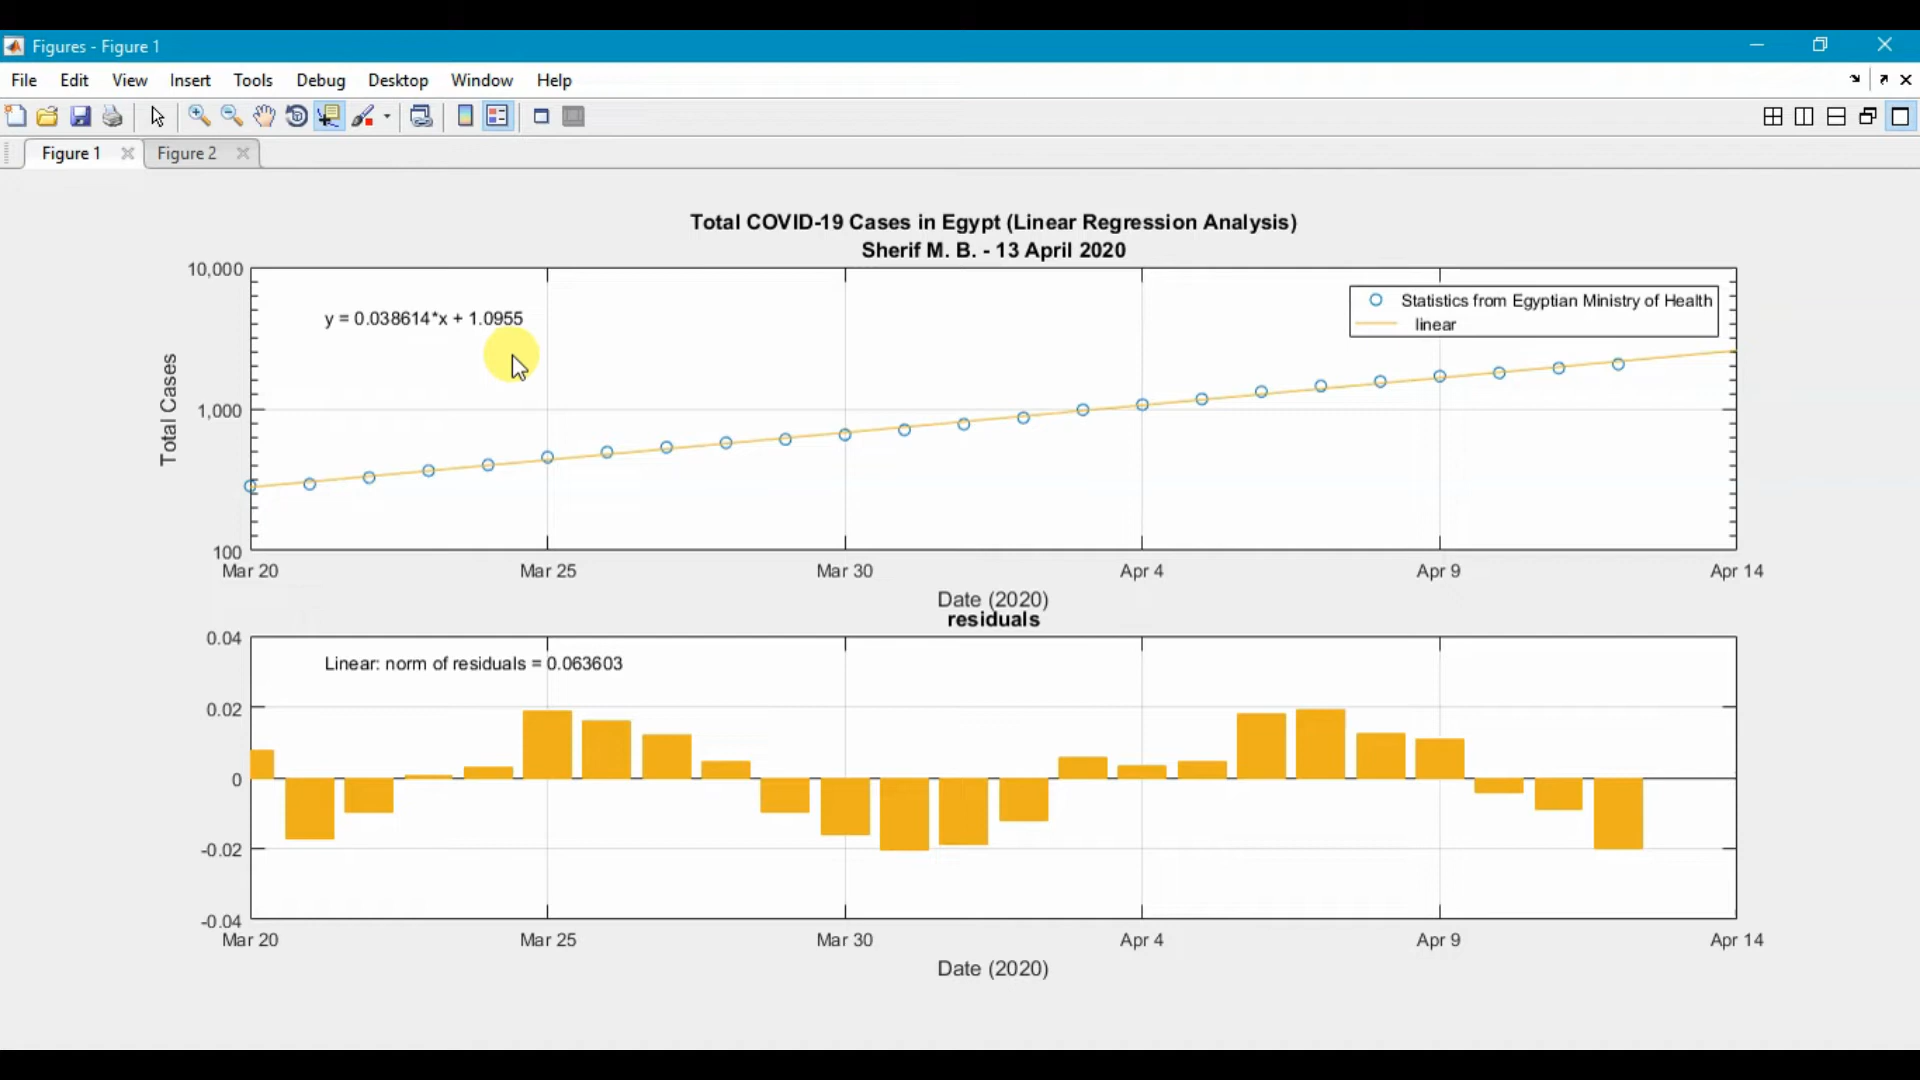 Figures - Figure 1
File Edit View Insert Tools Debug Desktop Window Help
Figure 1 Figure 2
Total COVID-19 Cases in Egypt (Linear Regression Analysis)
Sherif M. B. - 13 April 2020
10,000
1,000
100
Total Cases
y = 0.038614*x + 1.0955
Statistics from Egyptian Ministry of Health
linear
Mar 20 Mar 25 Mar 30 Apr 4 Apr 9 Apr 14
Date (2020)
residuals
0.04
0.02
0
-0.02
-0.04
Linear: norm of residuals = 0.063603
Mar 20 Mar 25 Mar 30 Apr 4 Apr 9 Apr 14
Date (2020)